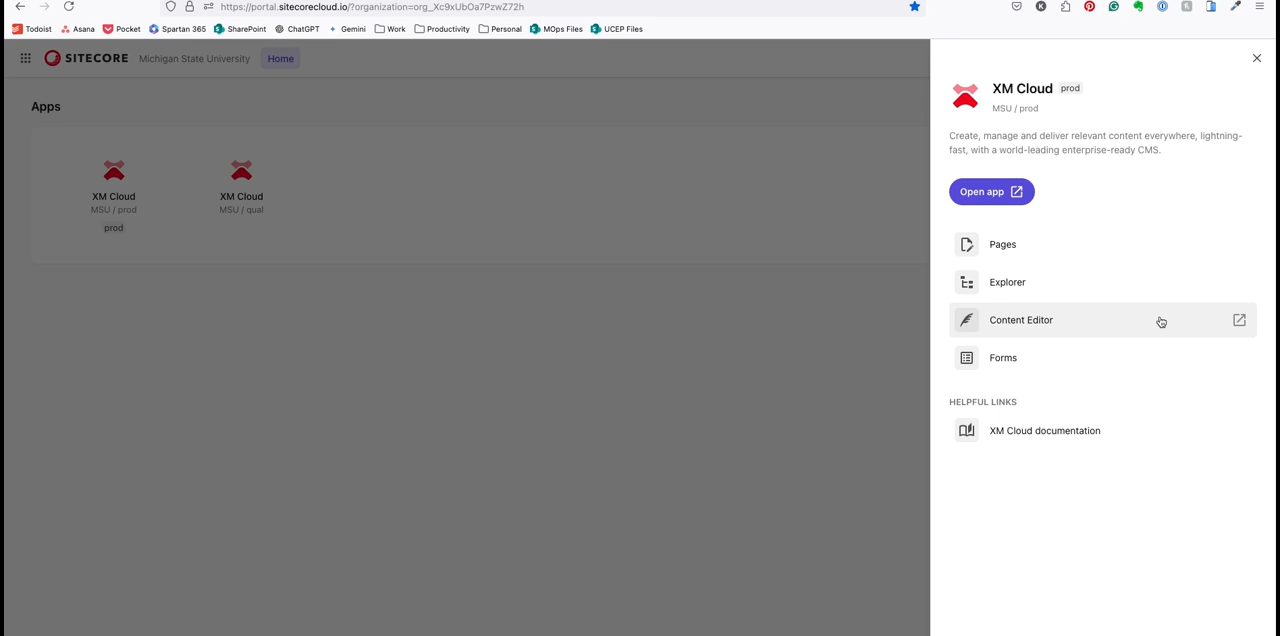 https://portal.sitecorecloud.io/?organization=org_Xc9xUbOa7PzwZ72h
Todoist Asana Pocket Spartan 365 SharePoint ChatGPT Gemini Work Productivity Personal MOps Files UCEP Files
SITECORE Michigan State University Home
Apps
XM Cloud XM Cloud
MSU / prod MSU / qual
prod
XM Cloud prod
MSU / prod
Create, manage and deliver relevant content everywhere, lightning-
fast, with a world-leading enterprise-ready CMS.
Open app
Pages
Explorer
Content Editor
Forms
HELPFUL LINKS
XM Cloud documentation